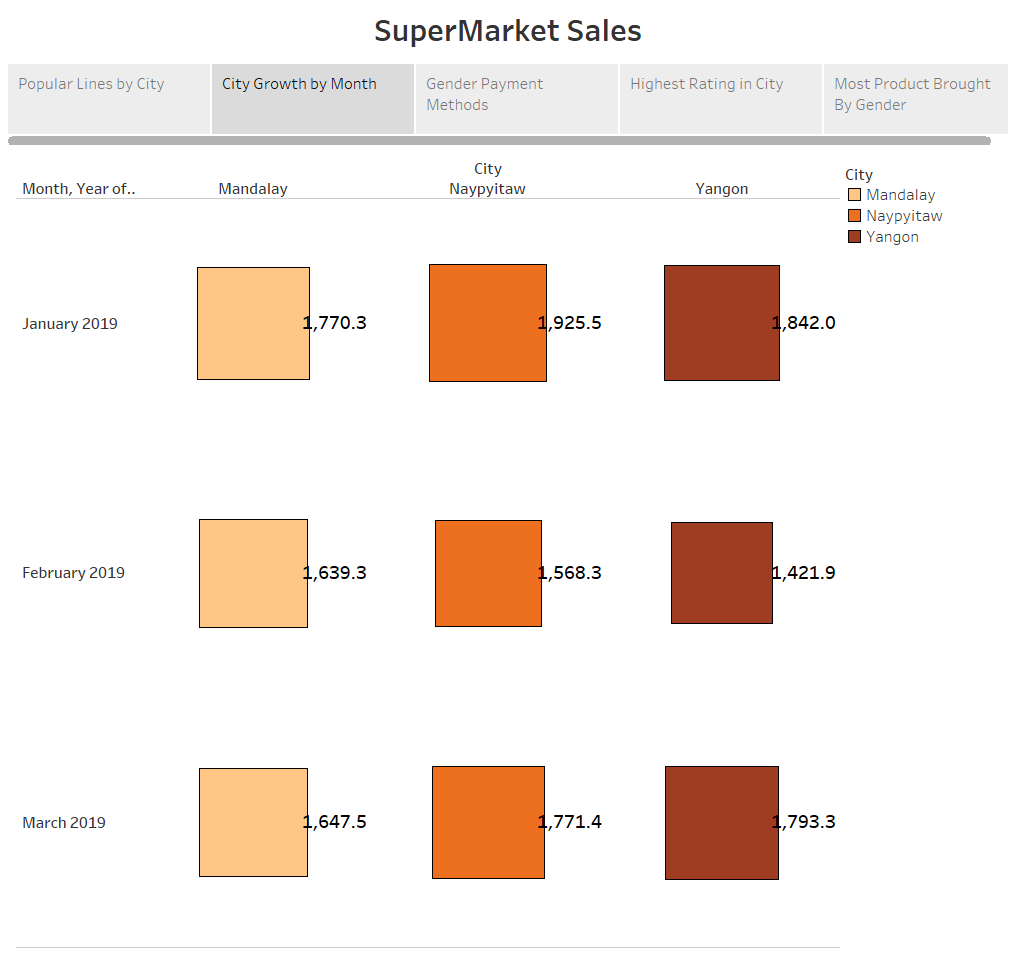 SuperMarket Sales
Popular Lines by City
City Growth by Month
Gender Payment
Methods
Highest Rating in City
Most Product Brought
By Gender
City
Month, Year of..
Mandalay
Naypyitaw
Yangon
City
Mandalay
Naypyitaw
Yangon
January 2019
1,770.3
1,925.5
1,842.0
February 2019
1,639.3
1,568.3
1,421.9
March 2019
1,647.5
1,771.4
1,793.3